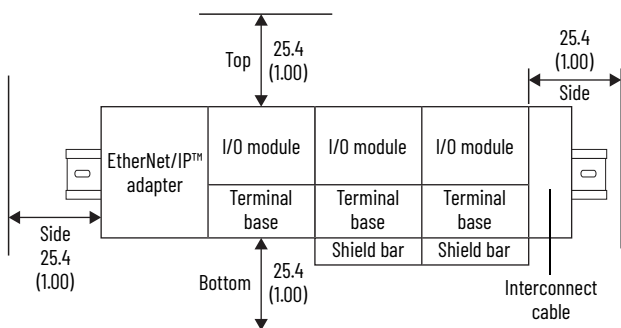 Top
25.4
(1.00)
25.4
(1.00)
Side
EtherNet/IP™
adapter
I/O module
I/O module
I/O module
Terminal
base
Terminal
base
Terminal
base
Shield bar
Shield bar
Side
25.4
(1.00)
Bottom
25.4
(1.00)
Interconnect
cable